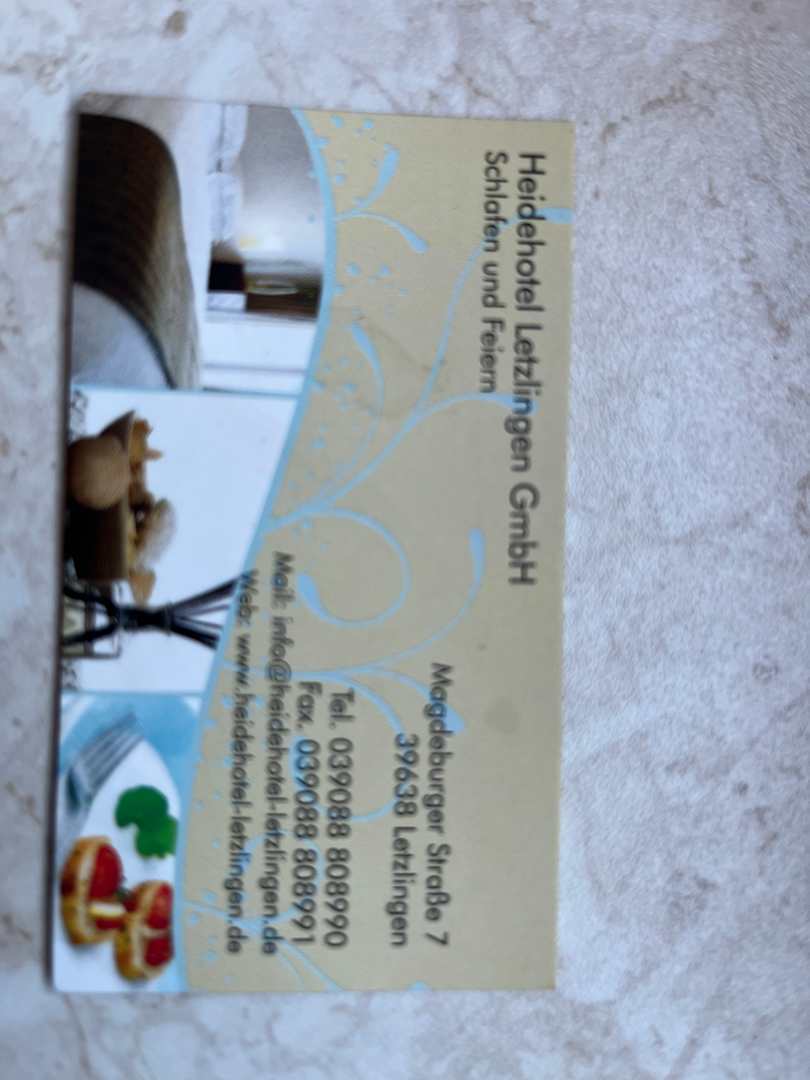 Heidehotel Letzlingen GmbH
Schlafen und Feiern
Magdeburger Straße 7
39638 Letzlingen
Tel. 039088 808990
Fax. 039088 808991
Mail: info@heidehotel-letzlingen.de
Web: www.heidehotel-letzlingen.de